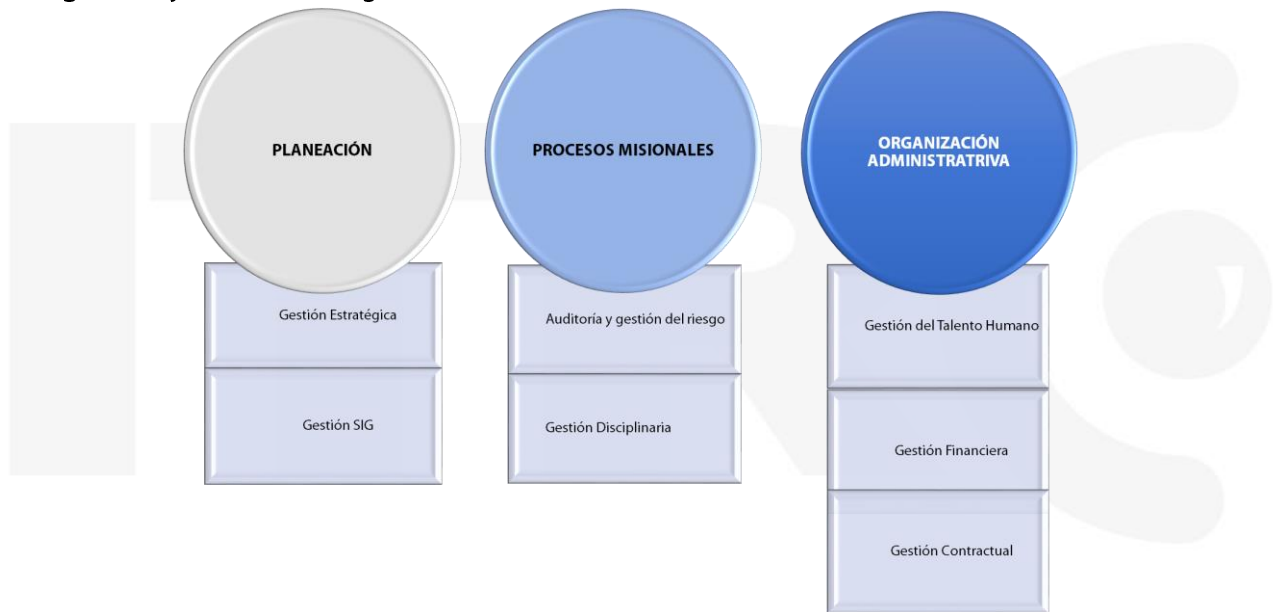 PLANEACIÓN
Gestión Estratégica
Gestión SIG
PROCESOS MISIONALES
Auditoría y gestión del riesgo
Gestión Disciplinaria
ORGANIZACIÓN
ADMINISTRATRIVA
Gestión del Talento Humano
Gestión Financiera
Gestión Contractual